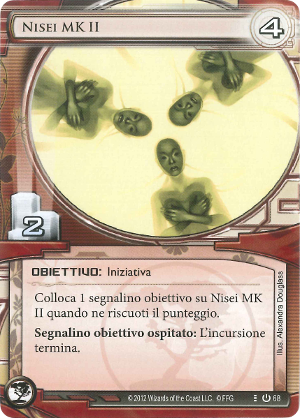 NISEI MK II
4
2
OBIETTIVO: Iniziativa
Colloca 1 segnalino obiettivo su Nisei MK
II quando ne riscuoti il punteggio.
Segnalino obiettivo ospitato: L'incursione
termina.
Illus. Alexandra Douglass
© 2012 Wizards of the Coast LLC. © FFG
68